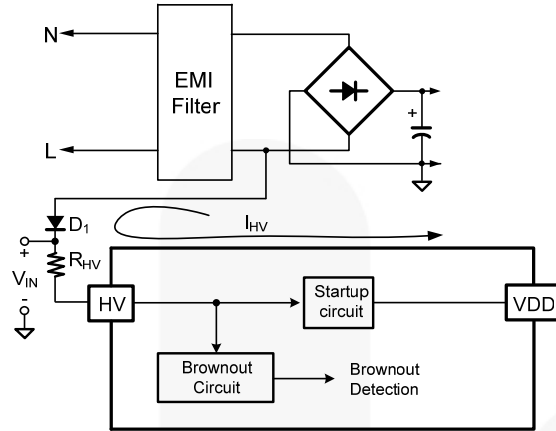 N
EMI
Filter
+
L
D1
IHV
+
RHV
VIN
-
HV
Startup
circuit
VDD
Brownout
Circuit
Brownout
Detection